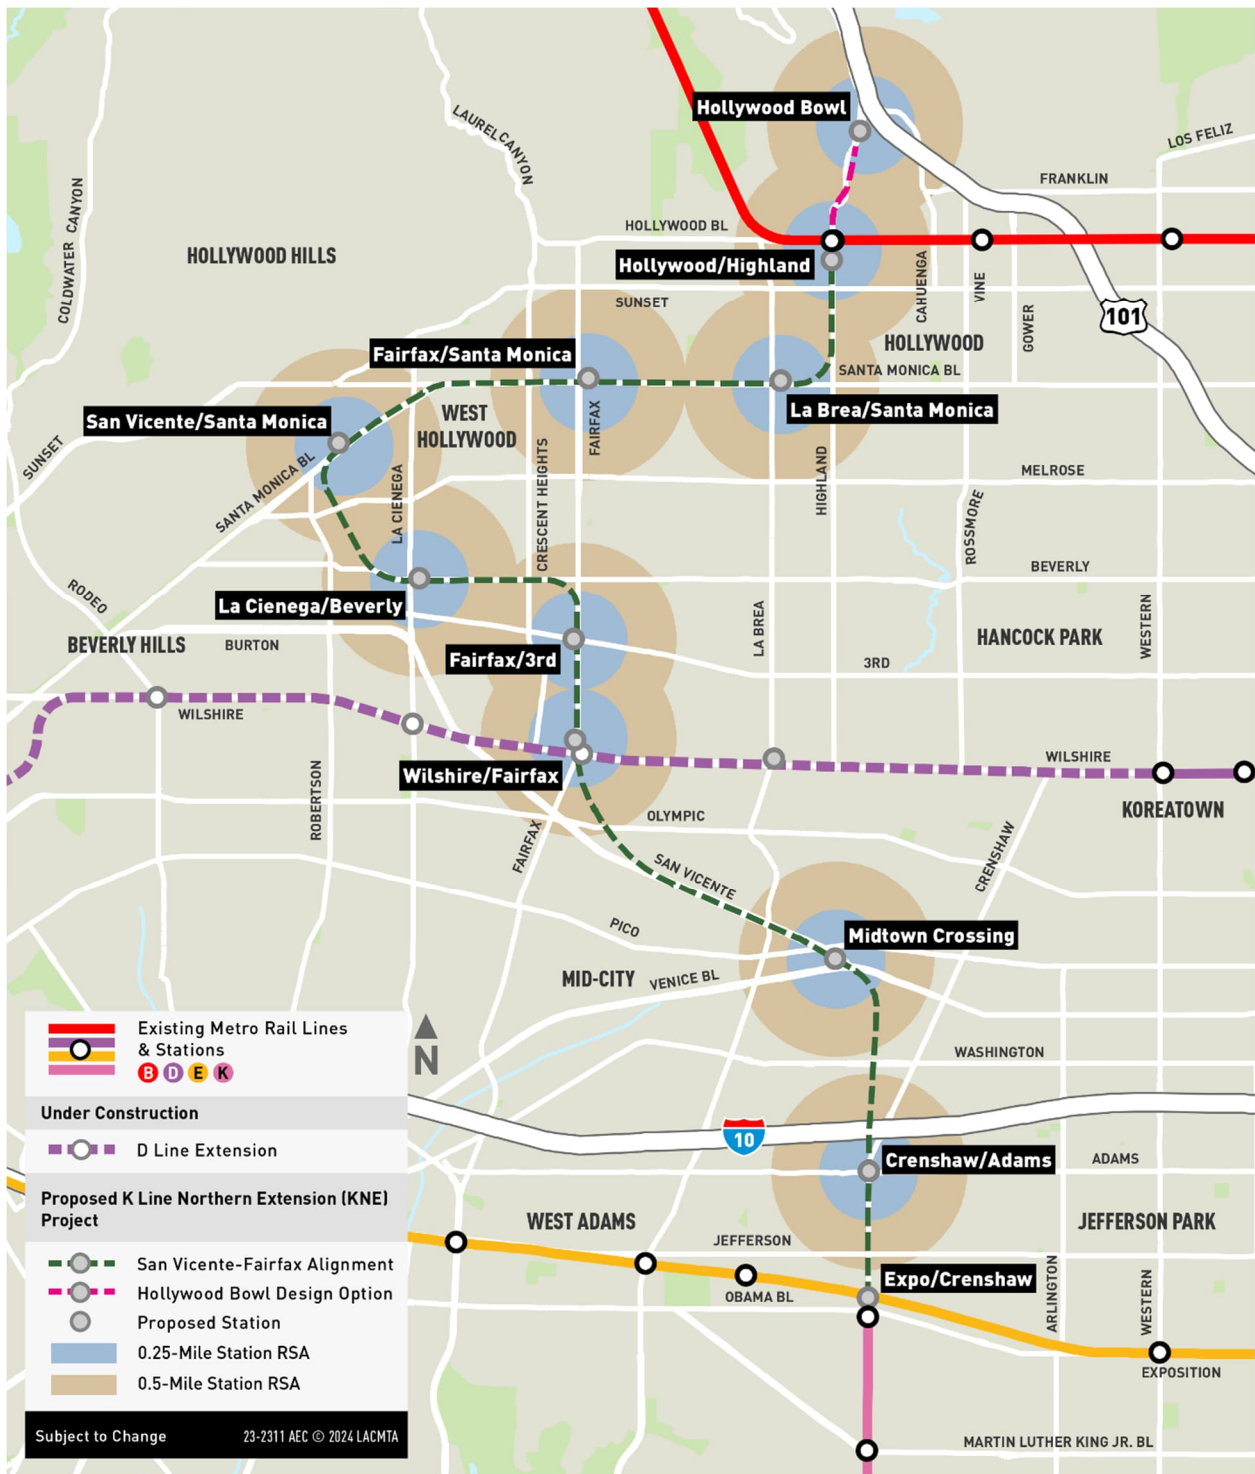 Hollywood Bowl
LAUREL CANYON
LOS FELIZ
FRANKLIN
COLDWATER CANYON
HOLLYWOOD BL
HOLLYWOOD HILLS
Hollywood/Highland
CAHUENGA
VINE
SUNSET
101
GOWER
HOLLYWOOD
Fairfax/Santa Monica
SANTA MONICA BL
La Brea/Santa Monica
San Vicente/Santa Monica
WEST
HOLLYWOOD
FAIRFAX
SUNSET
SANTA MONICA BL
LA CIENEGA
CRESCENT HEIGHTS
HIGHLAND
MELROSE
ROSSMORE
BEVERLY
RODEO
La Cienega/Beverly
LA BREA
WESTERN
HANCOCK PARK
BEVERLY HILLS
BURTON
Fairfax/3rd
3RD
WILSHIRE
WILSHIRE
Wilshire/Fairfax
ROBERTSON
OLYMPIC
KOREATOWN
FAIRFAX
SAN VICENTE
CRENSHAW
PICO
Midtown Crossing
MID-CITY
VENICE BL
WASHINGTON
10
Crenshaw/Adams
ADAMS
WEST ADAMS
JEFFERSON
JEFFERSON PARK
Expo/Crenshaw
OBAMA BL
ARLINGTON
WESTERN
EXPOSITION
MARTIN LUTHER KING JR. BL
N
Existing Metro Rail Lines
& Stations
B D E K
Under Construction
D Line Extension
Proposed K Line Northern Extension (KNE)
Project
San Vicente-Fairfax Alignment
Hollywood Bowl Design Option
Proposed Station
0.25-Mile Station RSA
0.5-Mile Station RSA
Subject to Change
23-2311 AEC © 2024 LACMTA